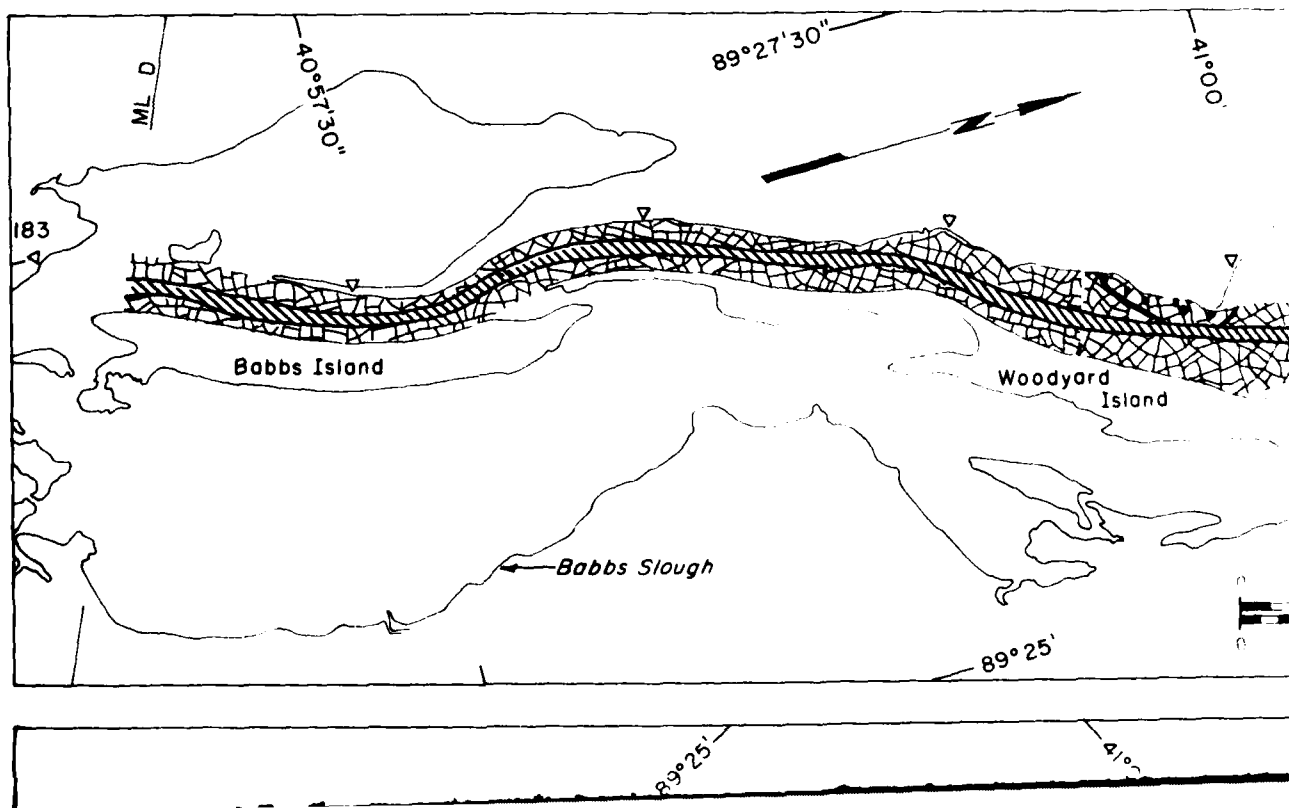 ML D
40°57'30"
89°27'30"
41°00'
N
183
Babbs Island
Woodyard
Island
Babbs Slough
89°25'
89°25'